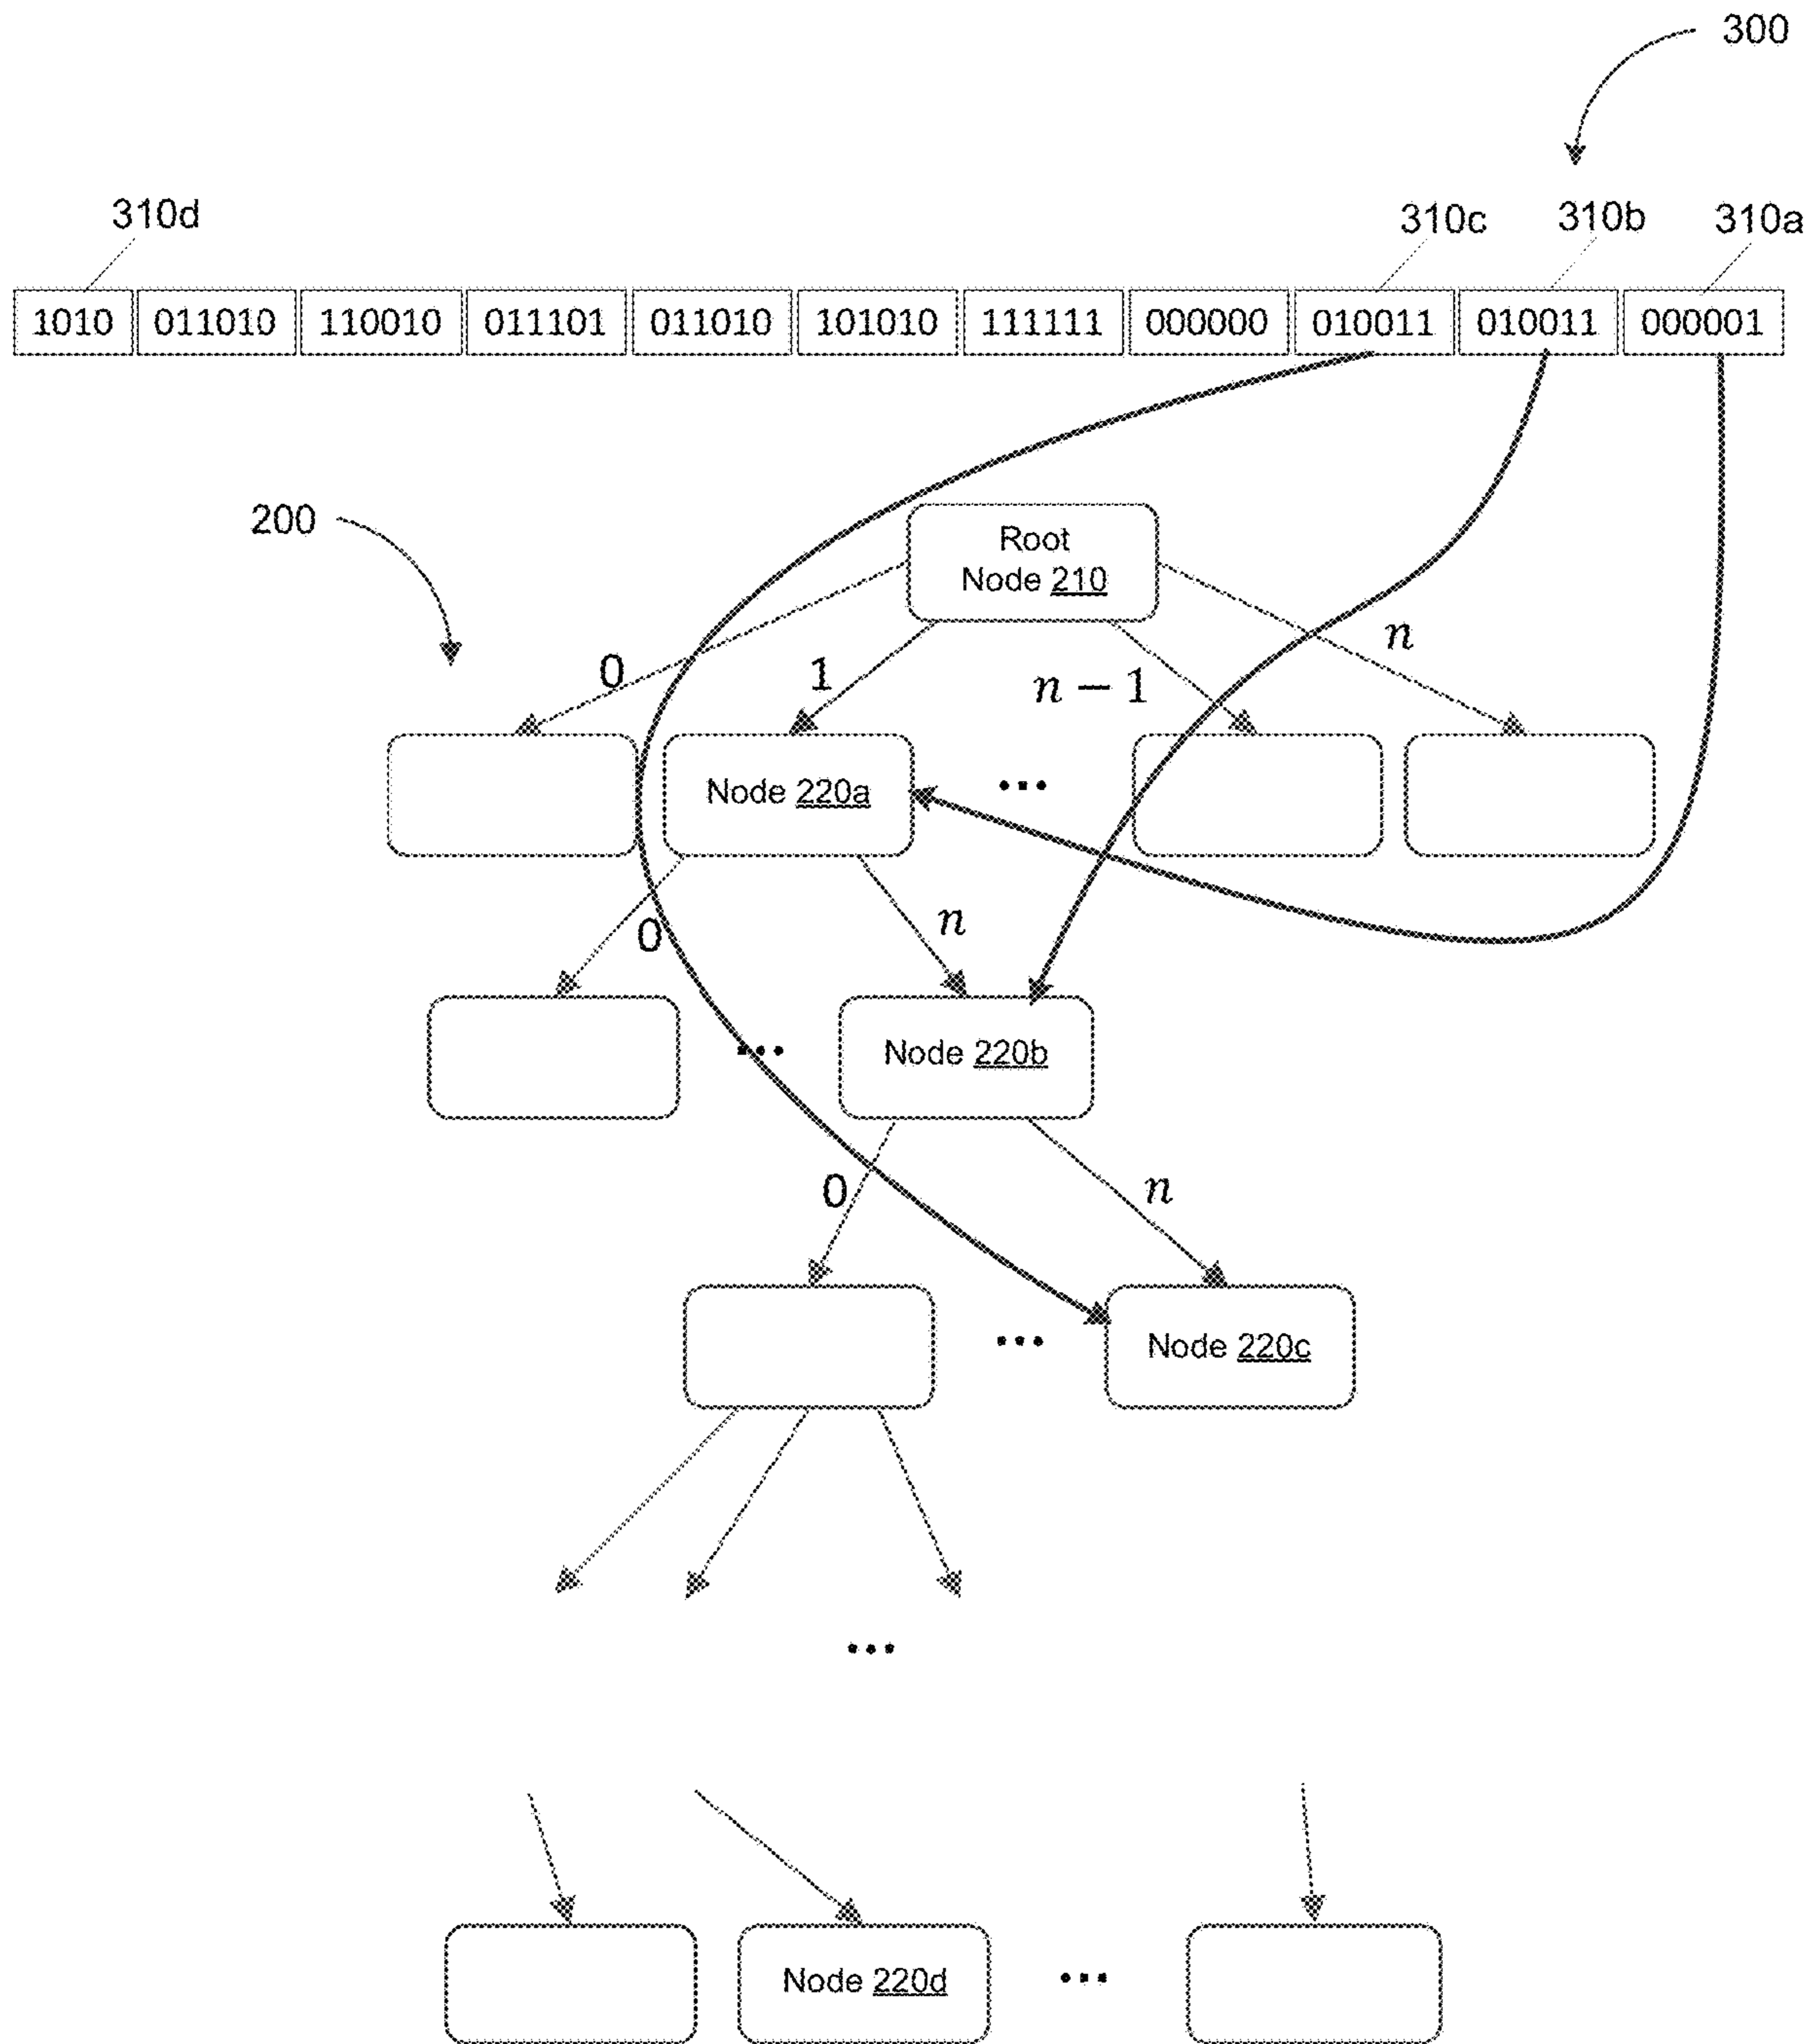 300
310d
310c
310b
310a
1010 011010 110010 011101 011010 101010 111111 000000 010011 010011 000001
200
Root
Node 210
0
1
n − 1
n
Node 220a
...
0
n
...
Node 220b
0
n
...
Node 220c
...
Node 220d
...